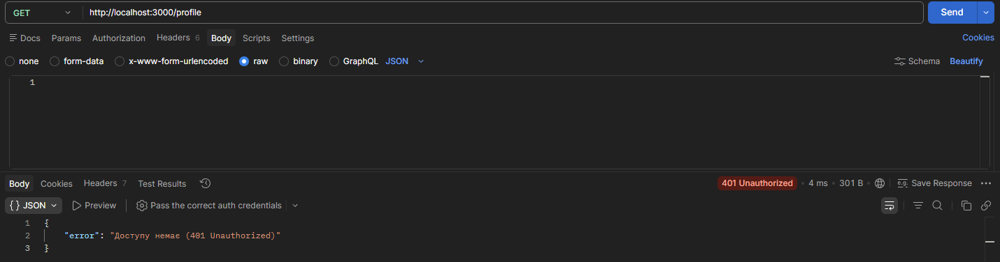 GET http://localhost:3000/profile Send
Docs Params Authorization Headers 6 Body Scripts Settings Cookies
none form-data x-www-form-urlencoded raw binary GraphQL JSON Schema Beautify
1
Body Cookies Headers 7 Test Results 401 Unauthorized • 4 ms • 301 B • e.g. Save Response
{} JSON Preview Pass the correct auth credentials
1 {
2 "error": "Доступу немає (401 Unauthorized)"
3 }